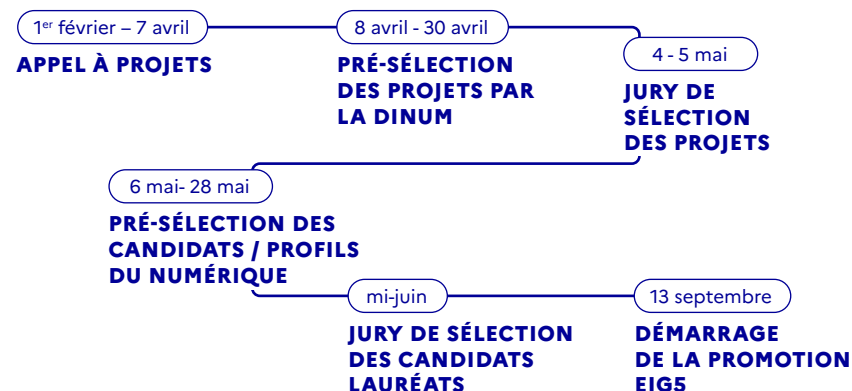 1er février – 7 avril
APPEL À PROJETS
8 avril - 30 avril
PRÉ-SÉLECTION
DES PROJETS PAR
LA DINUM
4 - 5 mai
JURY DE
SÉLECTION
DES PROJETS
6 mai- 28 mai
PRÉ-SÉLECTION DES
CANDIDATS / PROFILS
DU NUMÉRIQUE
mi-juin
JURY DE SÉLECTION
DES CANDIDATS
LAURÉATS
13 septembre
DÉMARRAGE
DE LA PROMOTION
EIG5